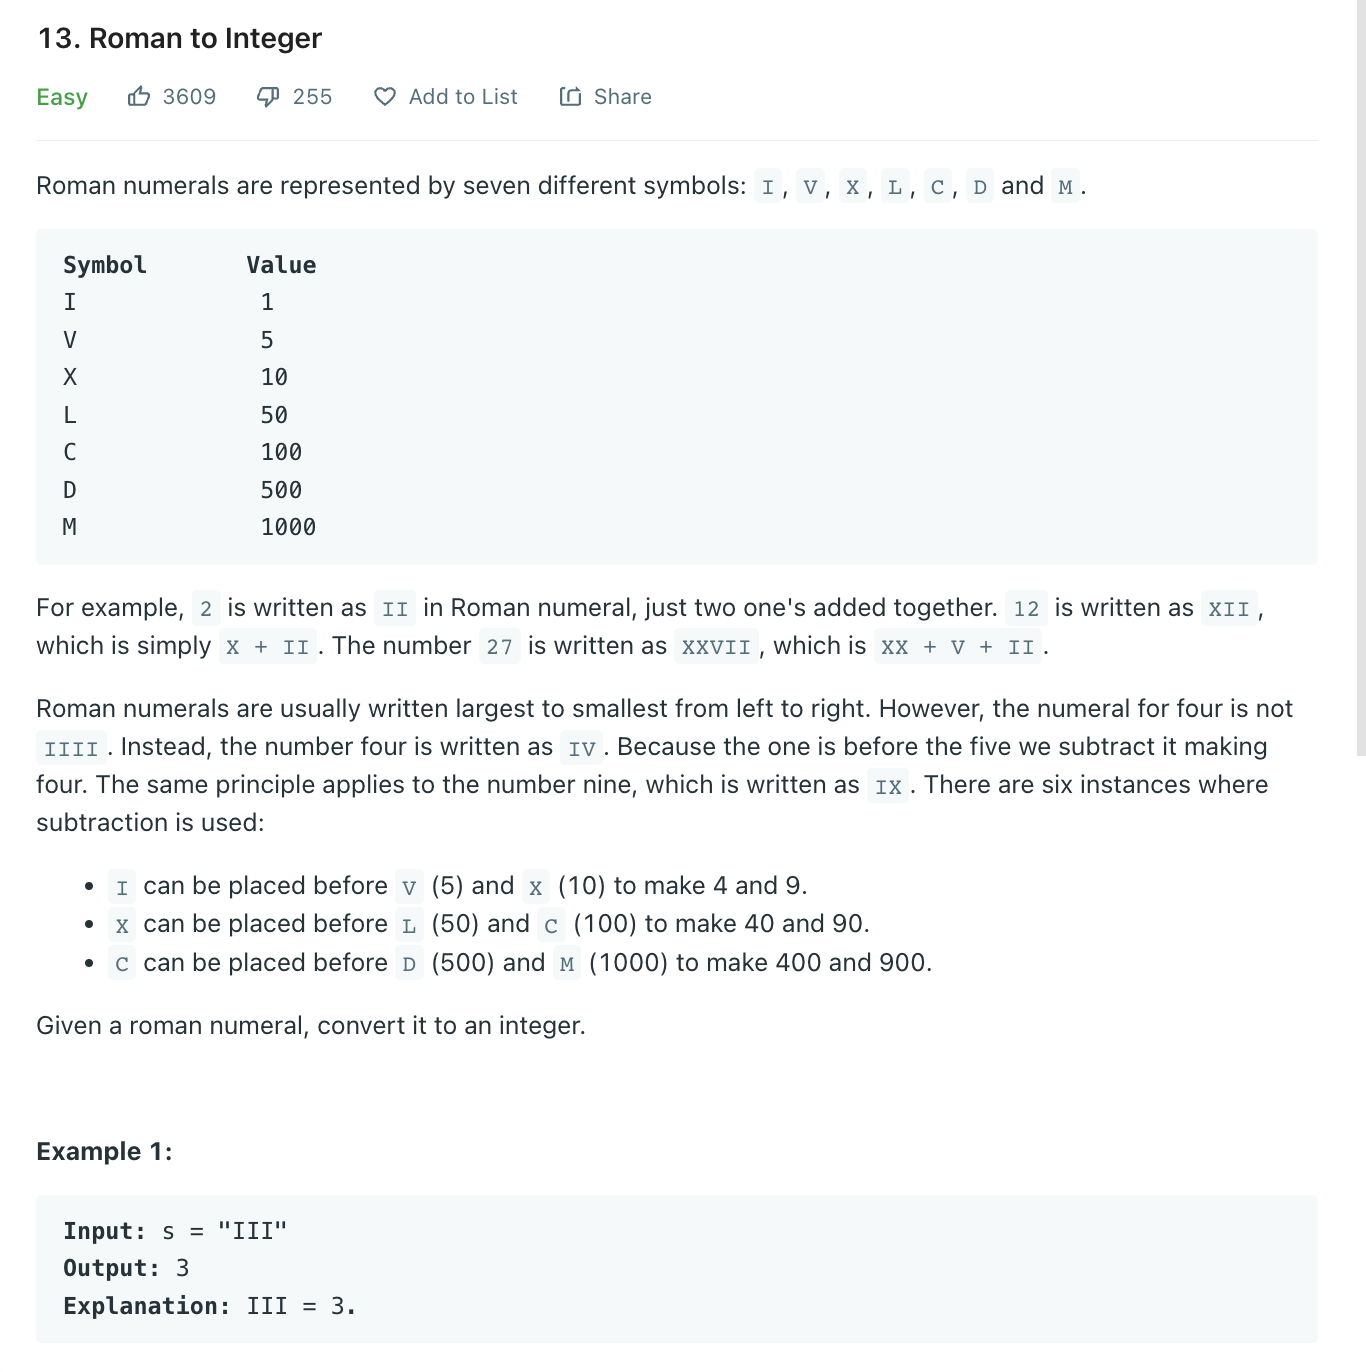 13. Roman to Integer
Easy 3609 255 Add to List Share
Roman numerals are represented by seven different symbols: I, V, X, L, C, D and M.
Symbol Value
I 1
V 5
X 10
L 50
C 100
D 500
M 1000
For example, 2 is written as II in Roman numeral, just two one's added together. 12 is written as XII,
which is simply X + II. The number 27 is written as XXVII, which is XX + V + II.
Roman numerals are usually written largest to smallest from left to right. However, the numeral for four is not
IIII. Instead, the number four is written as IV. Because the one is before the five we subtract it making
four. The same principle applies to the number nine, which is written as IX. There are six instances where
subtraction is used:
• I can be placed before V (5) and X (10) to make 4 and 9.
• X can be placed before L (50) and C (100) to make 40 and 90.
• C can be placed before D (500) and M (1000) to make 400 and 900.
Given a roman numeral, convert it to an integer.
Example 1:
Input: s = "III"
Output: 3
Explanation: III = 3.